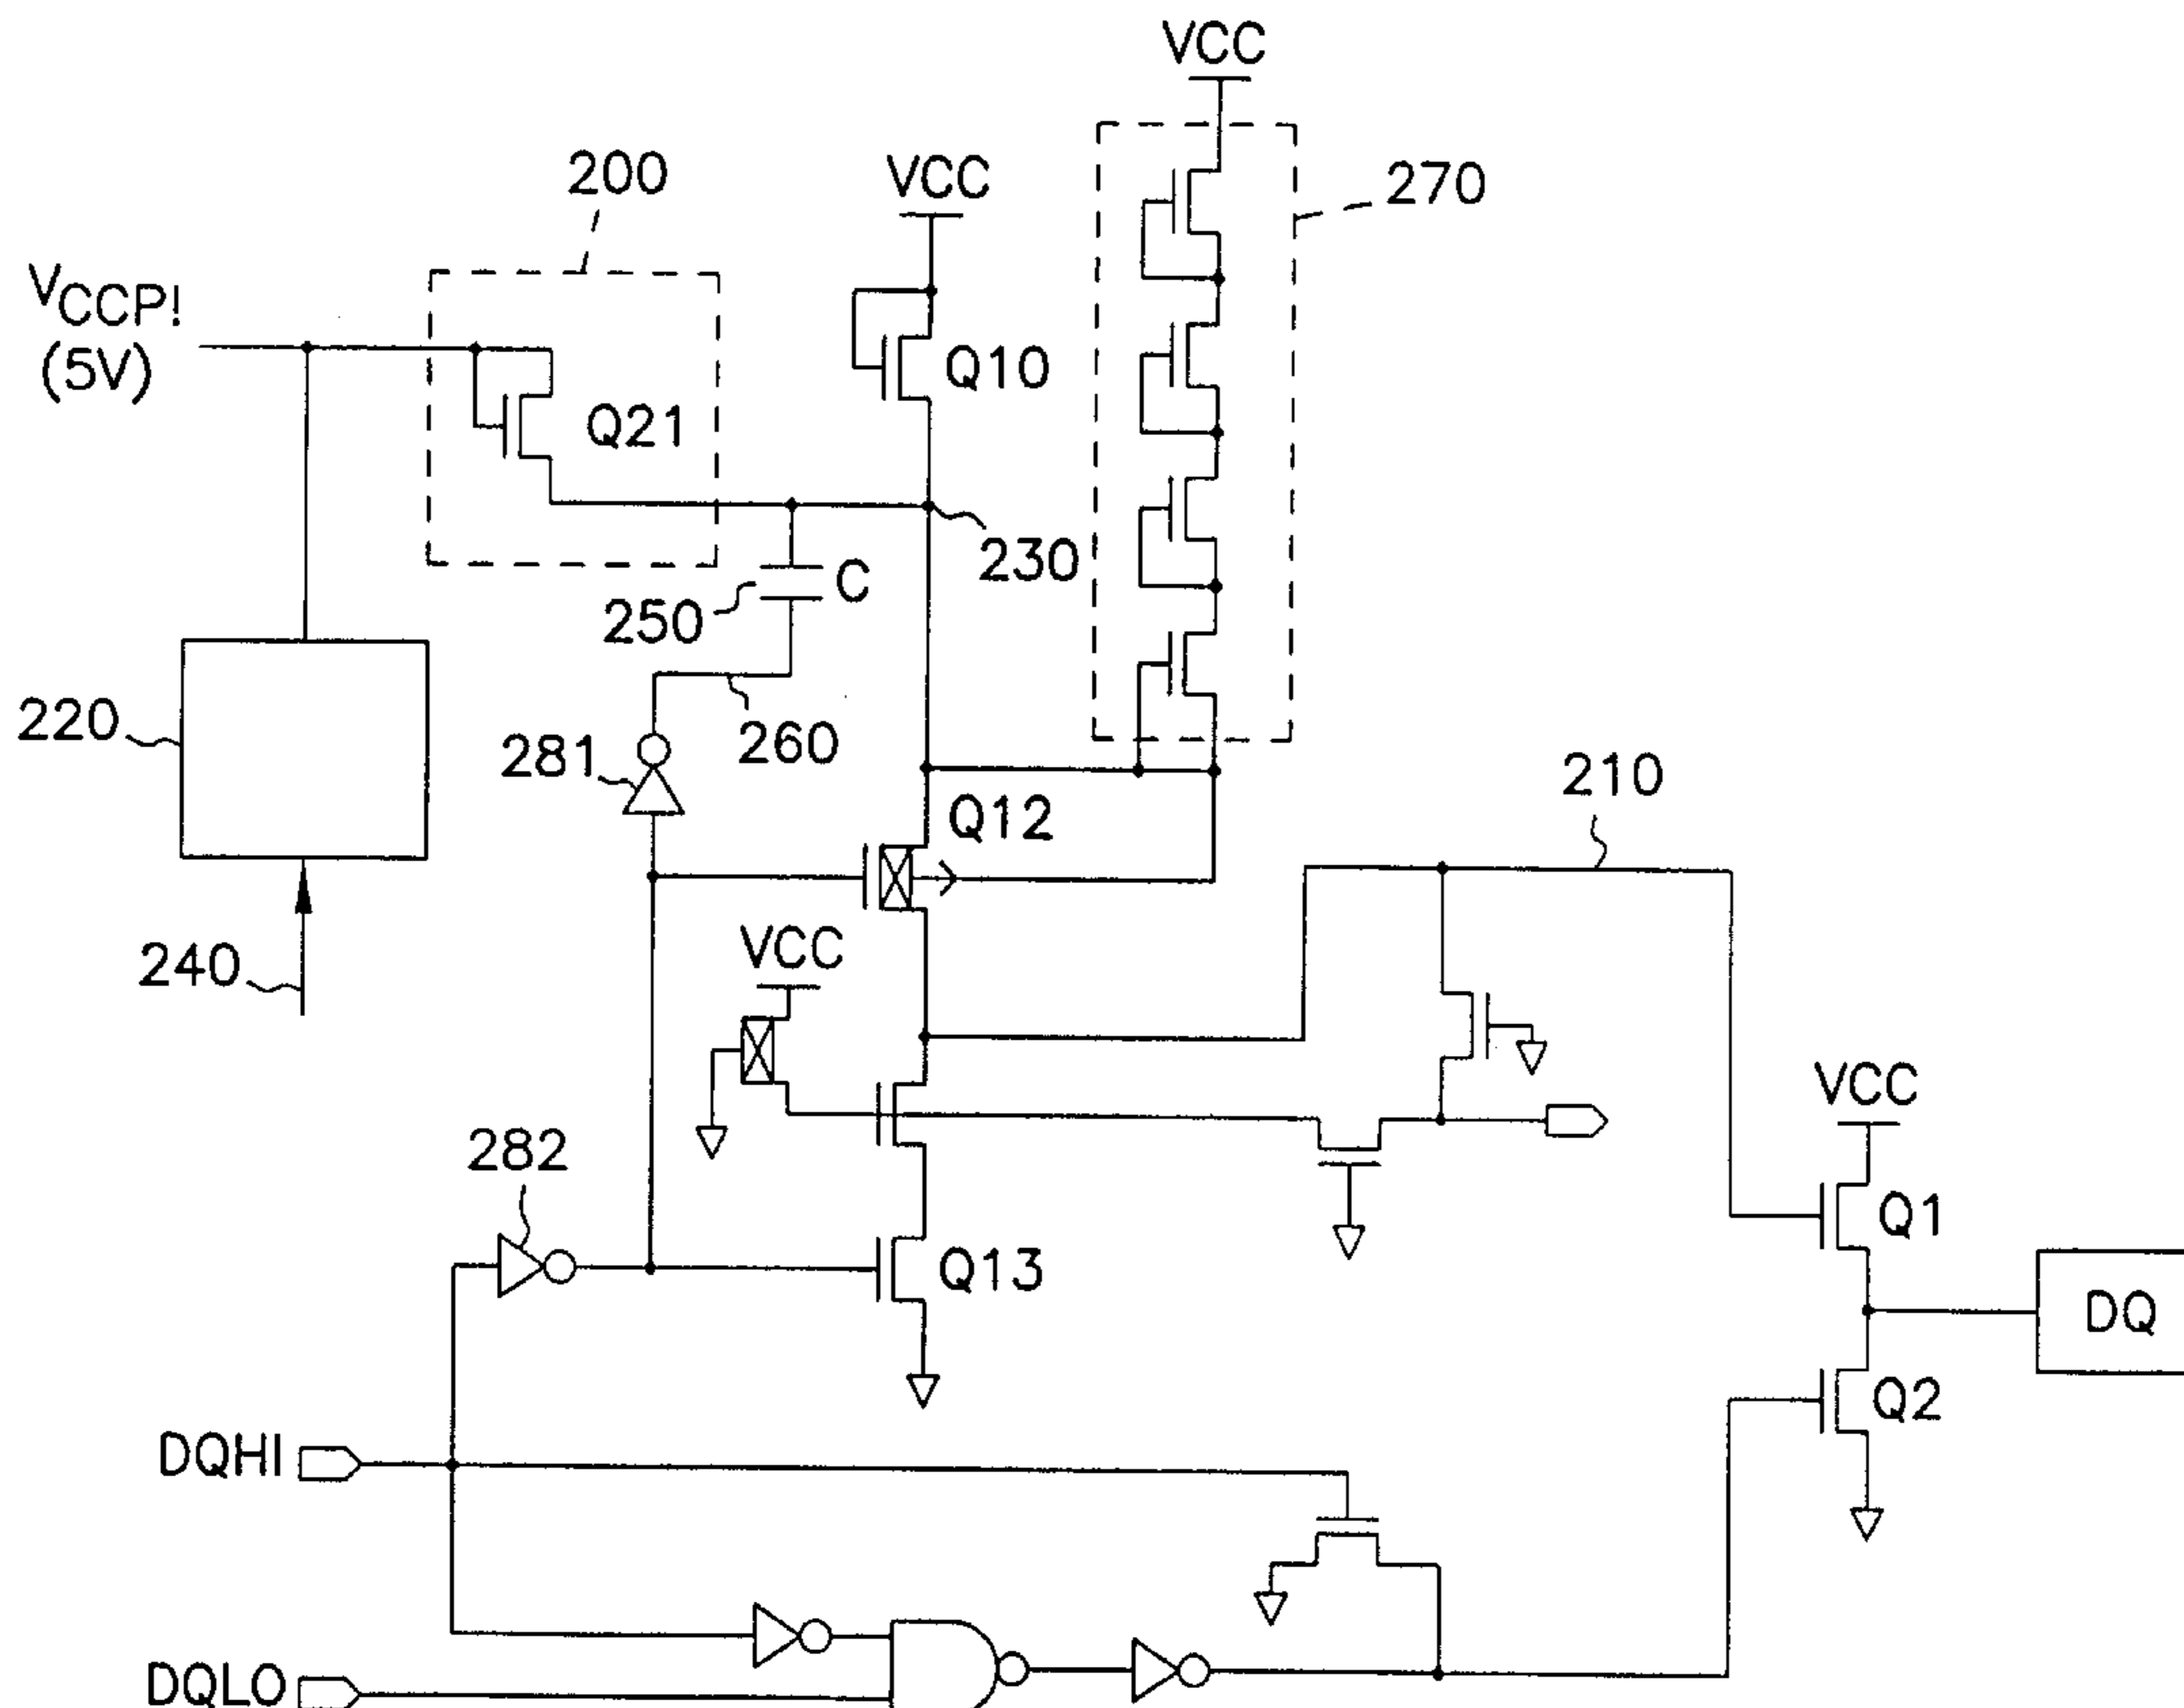 VCC
200
VCC
270
VCCP!
(5V)
Q10
Q21
230
C
250
220
281
260
210
Q12
240
VCC
VCC
282
Q1
Q13
DQ
Q2
DQHI
DQLO